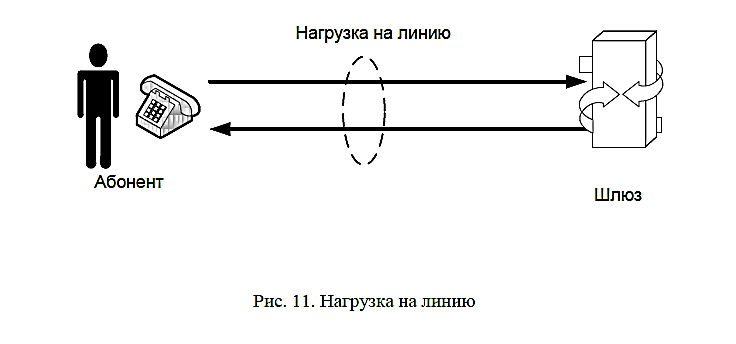 Нагрузка на линию
Абонент
Шлюз
Рис. 11. Нагрузка на линию